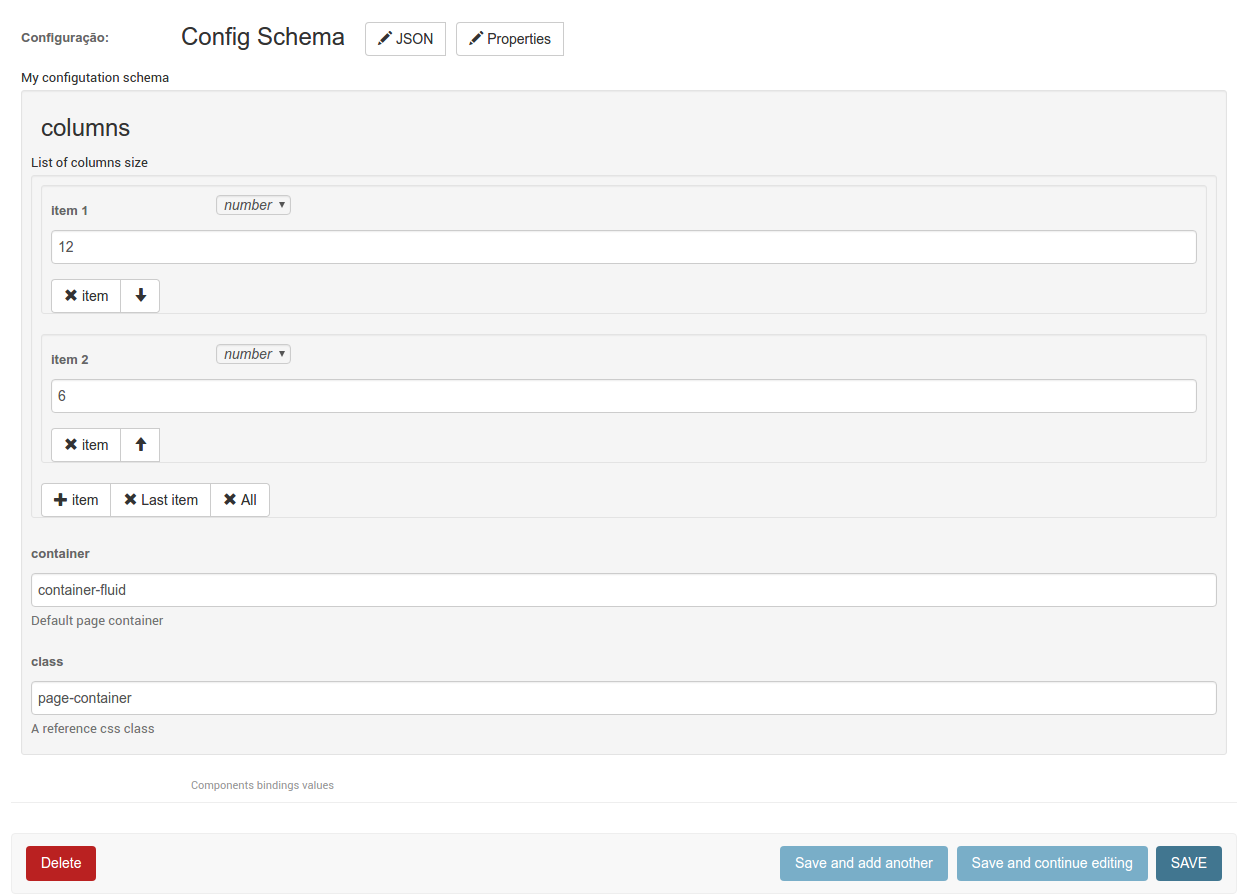 Configuração: Config Schema JSON Properties
My configutation schema
columns
List of columns size
item 1 number
12
item
item 2 number
6
item
item Last item All
container
container-fluid
Default page container
class
page-container
A reference css class
Components bindings values
Delete Save and add another Save and continue editing SAVE